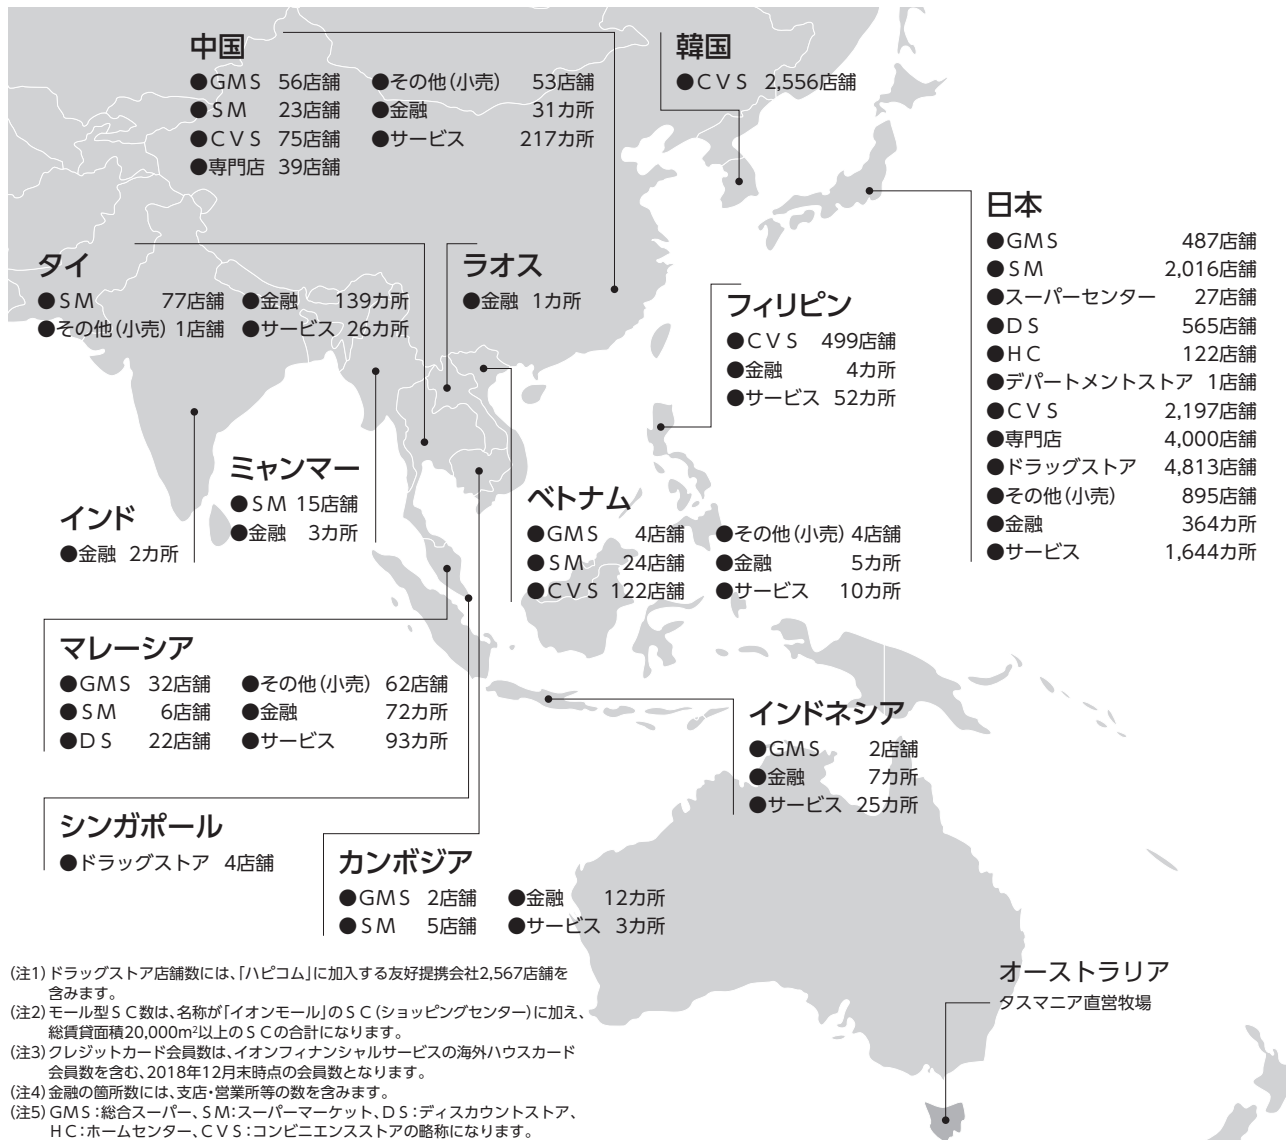 中国
●GMS 56店舗 ●その他(小売) 53店舗
●SM 23店舗 ●金融 31カ所
●CVS 75店舗 ●サービス 217カ所
●専門店 39店舗
韓国
●CVS 2,556店舗
日本
●GMS 487店舗
●SM 2,016店舗
●スーパーセンター 27店舗
●DS 565店舗
●HC 122店舗
●デパートメントストア 1店舗
●CVS 2,197店舗
●専門店 4,000店舗
●ドラッグストア 4,813店舗
●その他(小売) 895店舗
●金融 364カ所
●サービス 1,644カ所
タイ
●SM 77店舗 ●金融 139カ所
●その他(小売) 1店舗 ●サービス 26カ所
ラオス
●金融 1カ所
フィリピン
●CVS 499店舗
●金融 4カ所
●サービス 52カ所
インド
●金融 2カ所
ミャンマー
●SM 15店舗
●金融 3カ所
ベトナム
●GMS 4店舗 ●その他(小売) 4店舗
●SM 24店舗 ●金融 5カ所
●CVS 122店舗 ●サービス 10カ所
マレーシア
●GMS 32店舗 ●その他(小売) 62店舗
●SM 6店舗 ●金融 72カ所
●DS 22店舗 ●サービス 93カ所
インドネシア
●GMS 2店舗
●金融 7カ所
●サービス 25カ所
シンガポール
●ドラッグストア 4店舗
カンボジア
●GMS 2店舗 ●金融 12カ所
●SM 5店舗 ●サービス 3カ所
オーストラリア
タスマニア直営牧場
(注1)ドラッグストア店舗数には、「ハピコム」に加入する友好提携会社2,567店舗を
含みます。
(注2)モール型SC数は、名称が「イオンモール」のSC(ショッピングセンター)に加え、
総賃貸面積20,000m²以上のSCの合計になります。
(注3)クレジットカード会員数は、イオンフィナンシャルサービスの海外ハウスカード
会員数を含む、2018年12月末時点の会員数となります。
(注4)金融の箇所数には、支店・営業所等の数を含みます。
(注5)GMS:総合スーパー、SM:スーパーマーケット、DS:ディスカウントストア、
HC:ホームセンター、CVS:コンビニエンスストアの略称になります。